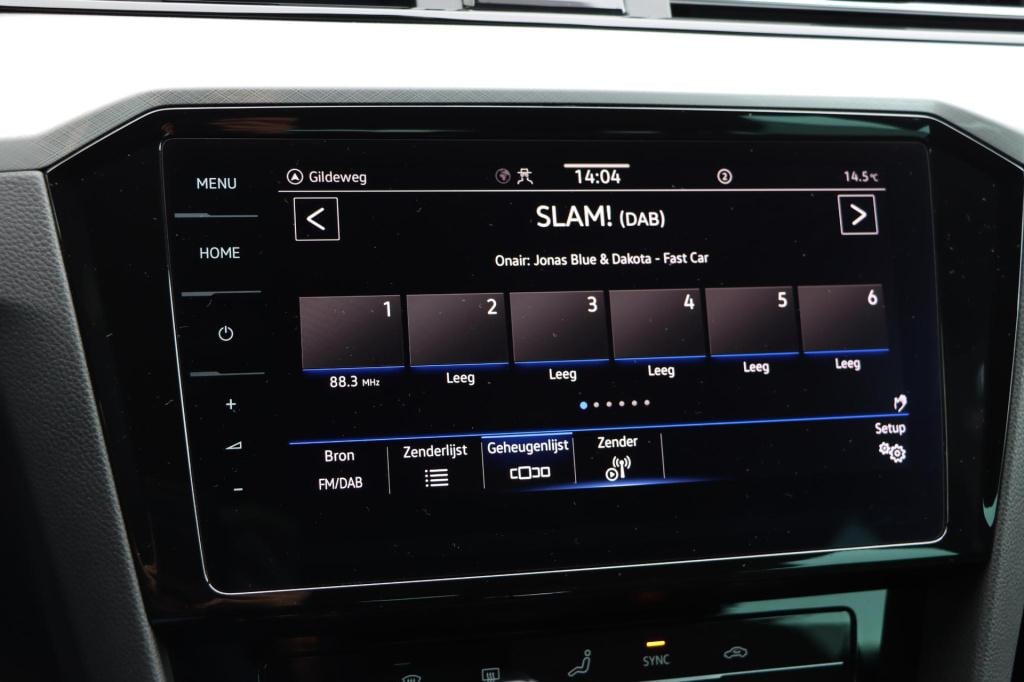 MENU
HOME
Gildeweg
14:04
2
14.5°C
< SLAM! (DAB) >
Onair: Jonas Blue & Dakota - Fast Car
1 2 3 4 5 6
88.3 MHz Leeg Leeg Leeg Leeg Leeg
+
-
Bron Zenderlijst Geheugenlijst Zender Setup
FM/DAB
SYNC